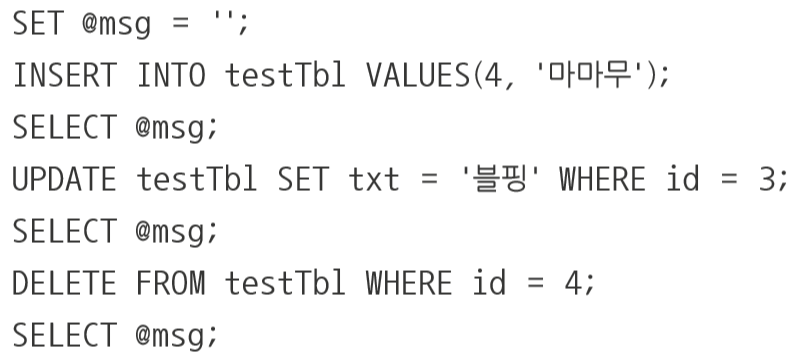 SET @msg = '';
INSERT INTO testTbl VALUES(4, '마마무');
SELECT @msg;
UPDATE testTbl SET txt = '블핑' WHERE id = 3;
SELECT @msg;
DELETE FROM testTbl WHERE id = 4;
SELECT @msg;